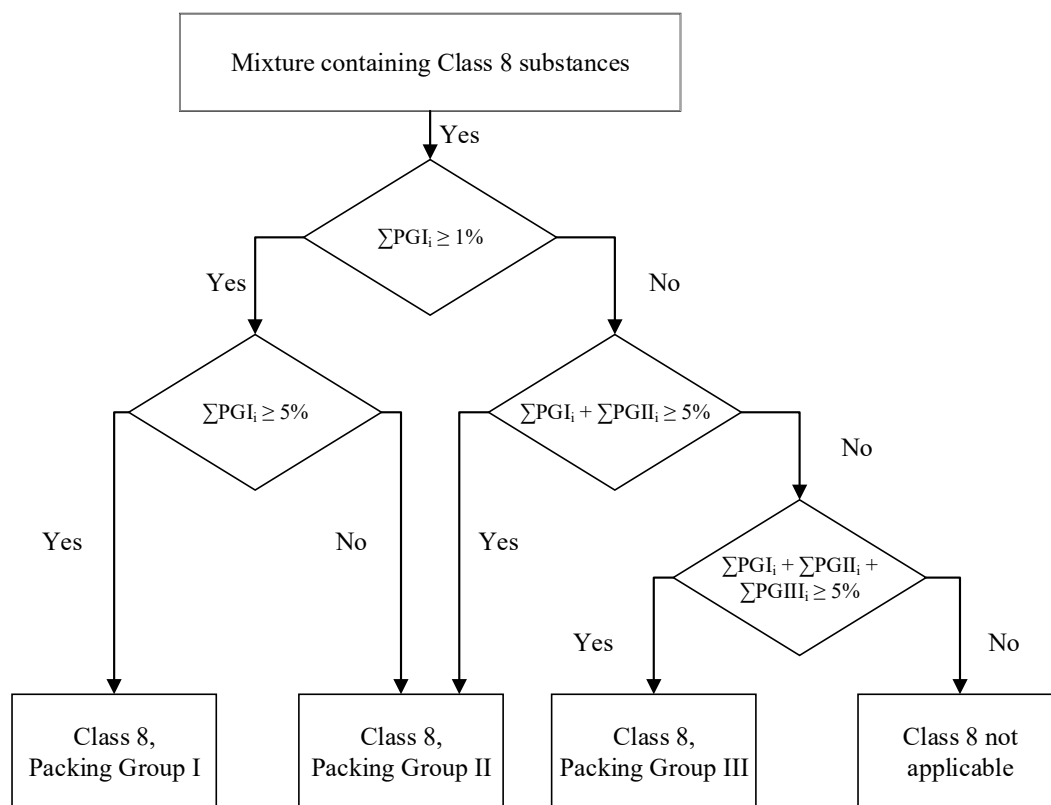 Mixture containing Class 8 substances
Yes
∑PGIᵢ ≥ 1%
Yes
No
∑PGIᵢ ≥ 5%
∑PGIᵢ + ∑PGIIᵢ ≥ 5%
No
Yes
No
Yes
∑PGIᵢ + ∑PGIIᵢ +
∑PGIIIᵢ ≥ 5%
Yes
No
Class 8,
Packing Group I
Class 8,
Packing Group II
Class 8,
Packing Group III
Class 8 not
applicable